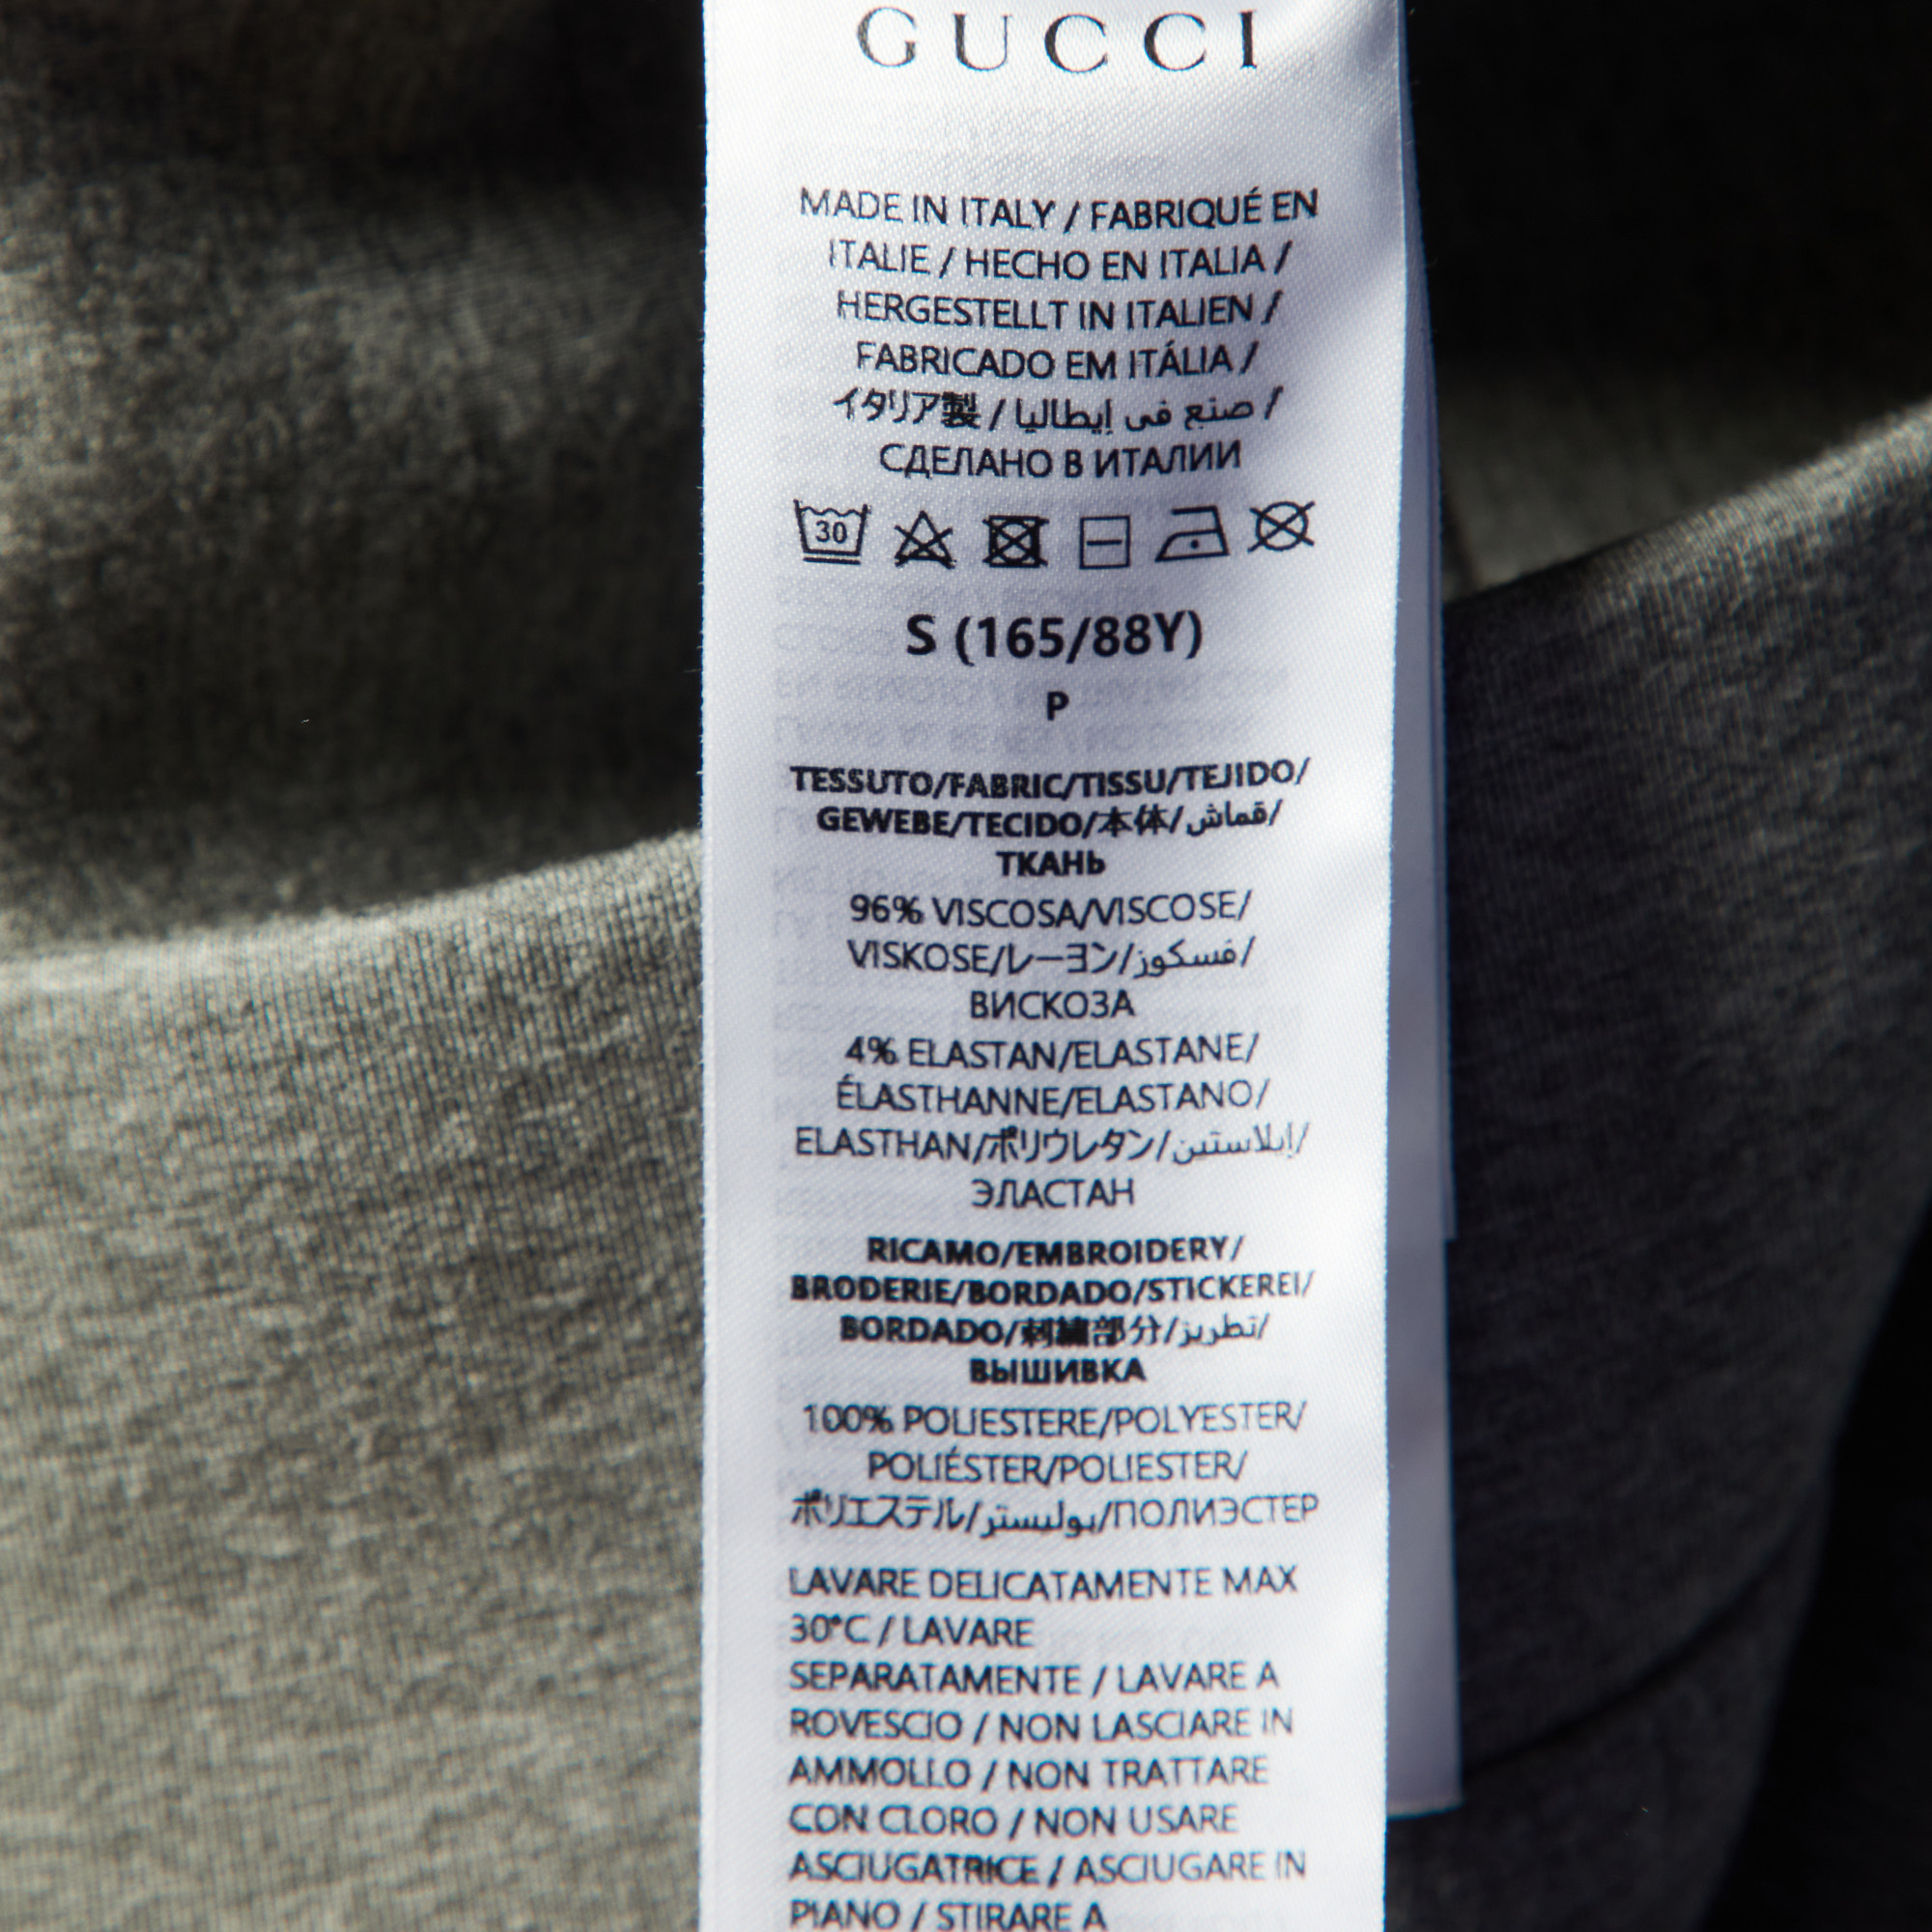 GUCCI
MADE IN ITALY / FABRIQUÉ EN
ITALIE / HECHO EN ITALIA /
HERGESTELLT IN ITALIEN /
FABRICADO EM ITÁLIA /
イタリア製 / صنع في إيطاليا /
СДЕЛАНО В ИТАЛИИ
30
S (165/88Y)
P
TESSUTO/FABRIC/TISSU/TEJIDO/
GEWEBE/TECIDO/本体/قماش/
ТКАНЬ
96% VISCOSA/VISCOSE/
VISKOSE/レーヨン/فسكوز/
ВИСКОЗА
4% ELASTAN/ELASTANE/
ÉLASTHANNE/ELASTANO/
ELASTHAN/ポリウレタン/إيلاستين/
ЭЛАСТАН
RICAMO/EMBROIDERY/
BRODERIE/BORDADO/STICKEREI/
BORDADO/刺繍部分/تطريز/
ВЫШИВКА
100% POLIESTERE/POLYESTER/
POLIÉSTER/POLIESTER/
ポリエステル/بوليستر/ПОЛИЭСТЕР
LAVARE DELICATAMENTE MAX
30°C / LAVARE
SEPARATAMENTE / LAVARE A
ROVESCIO / NON LASCIARE IN
AMMOLLO / NON TRATTARE
CON CLORO / NON USARE
ASCIUGATRICE / ASCIUGARE IN
PIANO / STIRARE A